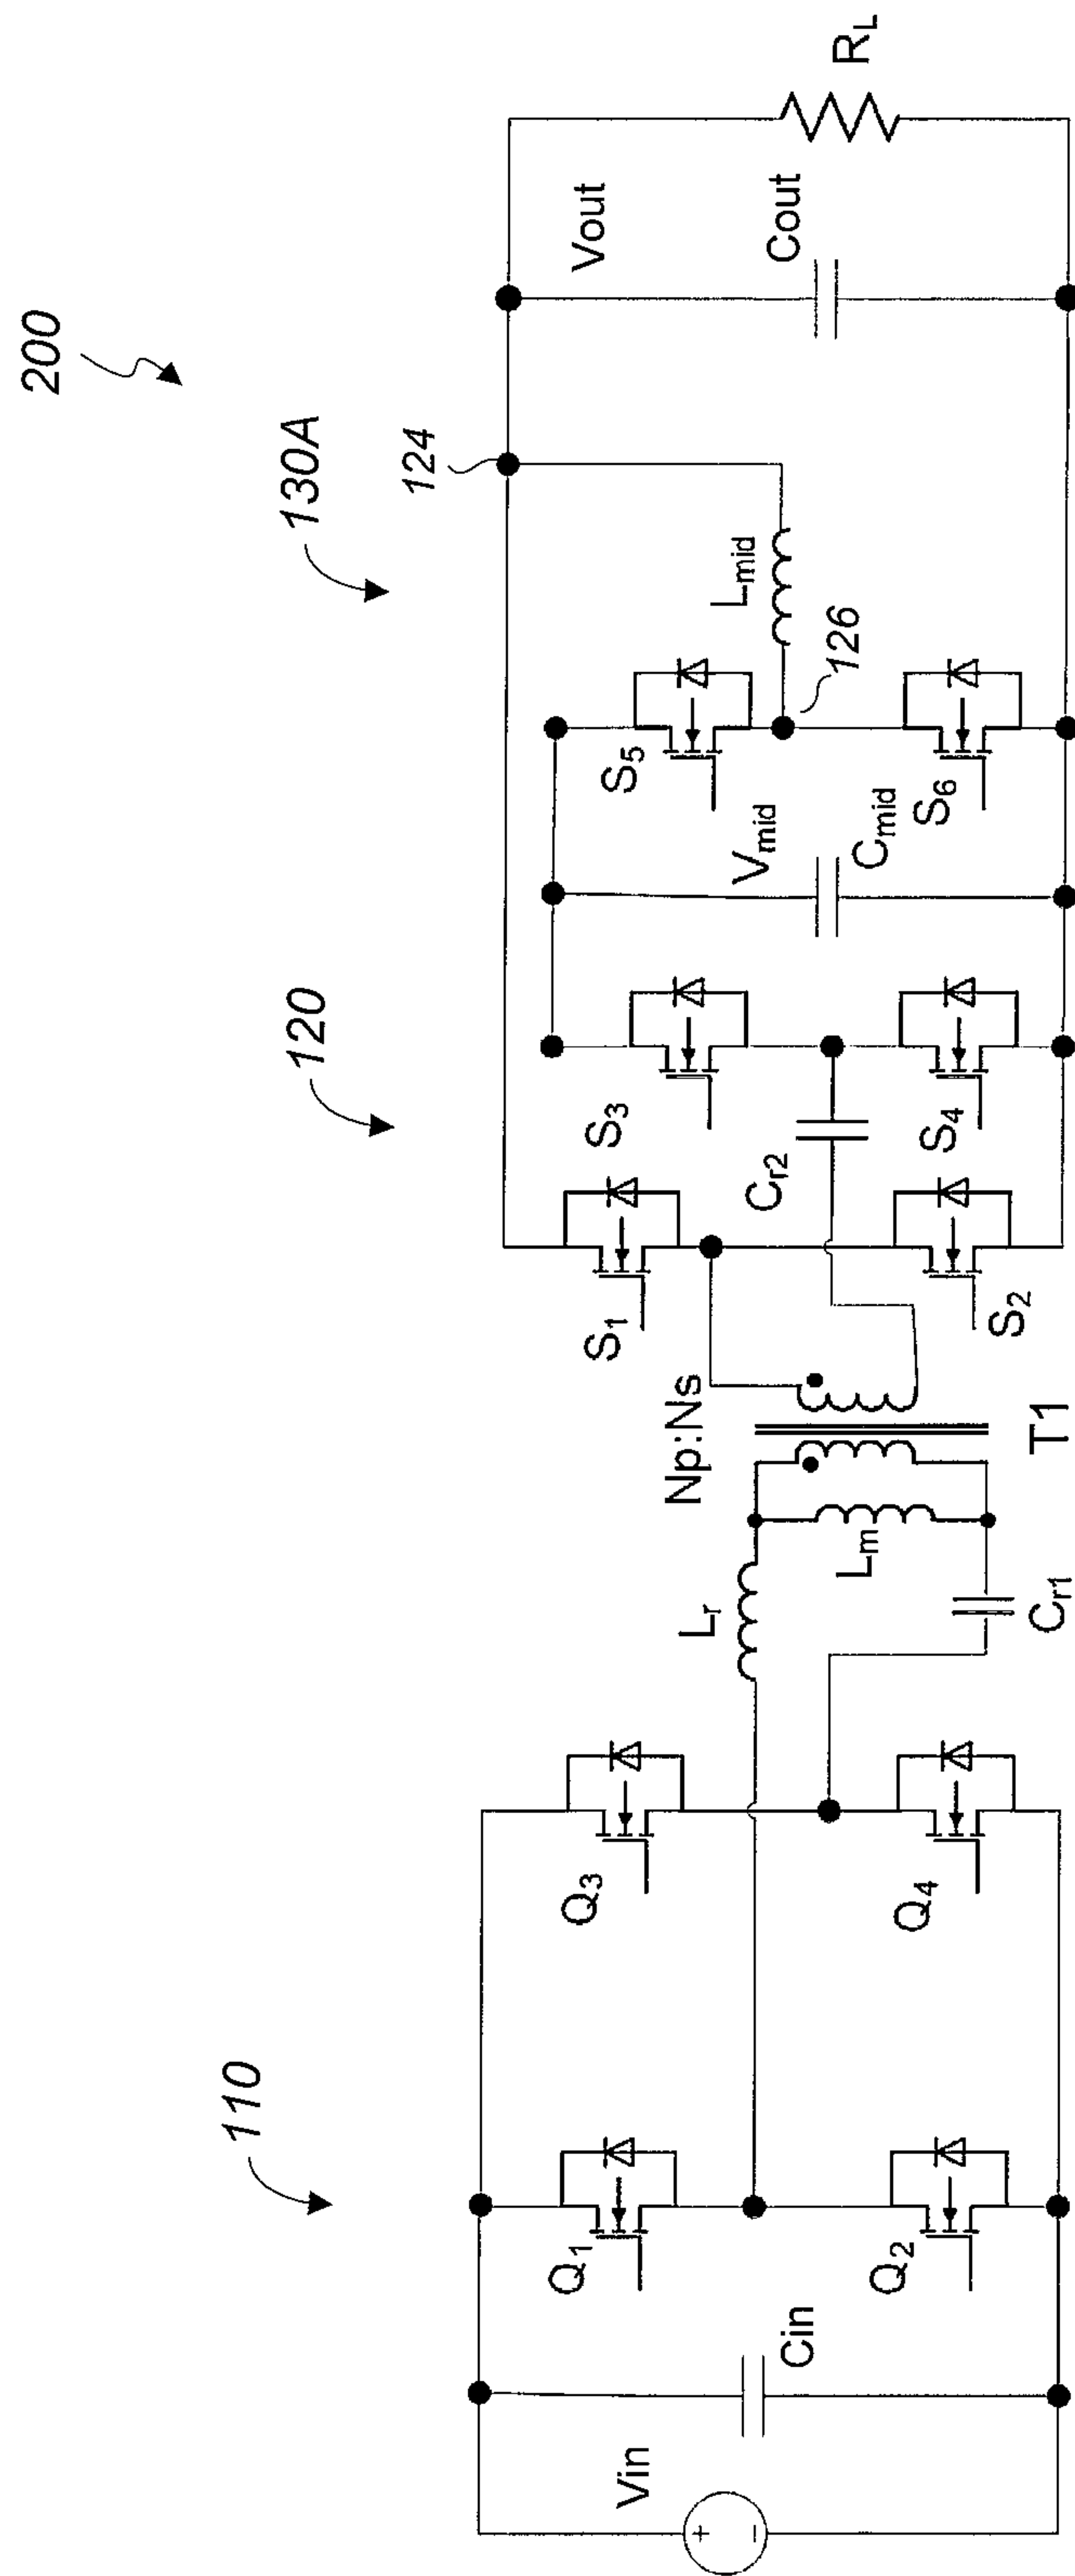 200
110
120
130A
124
126
Vin
Cin
Q1
Q2
Q3
Q4
Lr
Lm
Cr1
Np:Ns
T1
S1
S2
Cr2
S3
S4
Vmid
Cmid
S5
S6
Lmid
Vout
Cout
RL
+
-